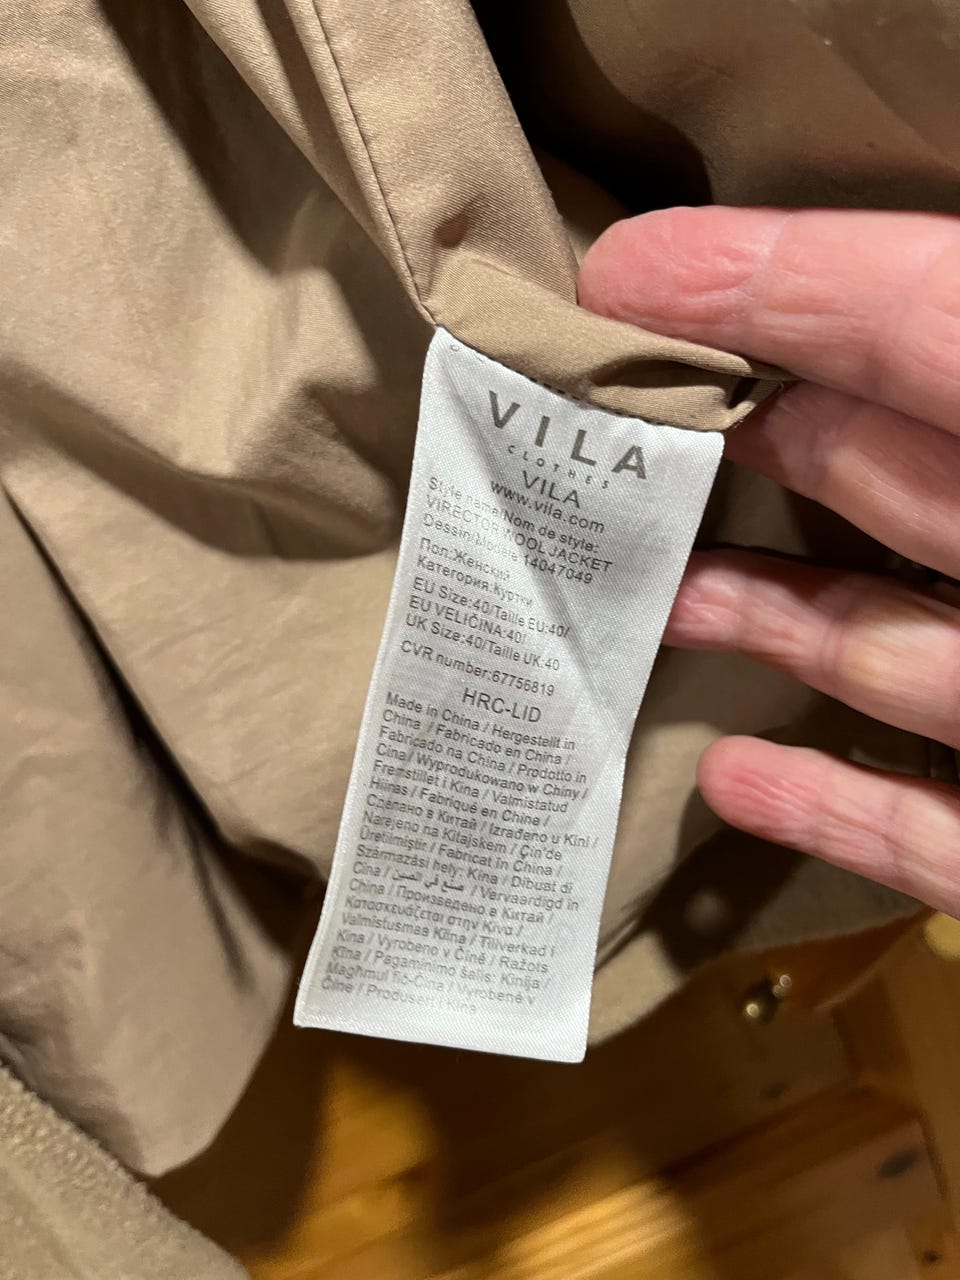 VILA
CLOTHES
VILA
www.vila.com
Style name/Nom de style:
VIRECTOR WOOL JACKET
Dessin/Modale:14047049
Пол:Женский
Категория:Куртки
EU Size:40/Taille EU:40/
EU VELIČINA:40/
UK Size:40/Taille UK:40
CVR number:67756819
HRC-LID
Made in China / Hergestellt in
China / Fabricado en China /
Fabricado na China / Prodotto in
Cina / Wyprodukowano w Chiny /
Fremstillet i Kina / Valmistatud
Hiinas / Fabriqué en Chine /
Сделано в Китай / Izrađeno u Kini /
Narejeno na Kitajskem / Çin'de
Üretilmiştir / Fabricat în China /
Származási hely: Kína / Dibuat di
Cina / صنع في الصين / Vervaardigd in
China / Произведено в Китай /
Κατασκευάζεται στην Κίνα /
Valmistusmaa Kiina / Tillverkad i
Kina / Vyrobeno v Číně / Ražots
Ķīna / Pagaminimo šalis: Kinija /
Magħmul fiċ-Ċina / Vyrobené v
Číne / Produsert i Kina